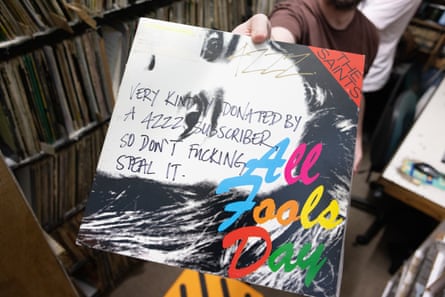 4ZZZ
THE
SAINTS
VERY KINDLY DONATED BY
A 4ZZZ SUBSCRIBER
SO DON'T FUCKING
STEAL IT.
All
Fools
Day